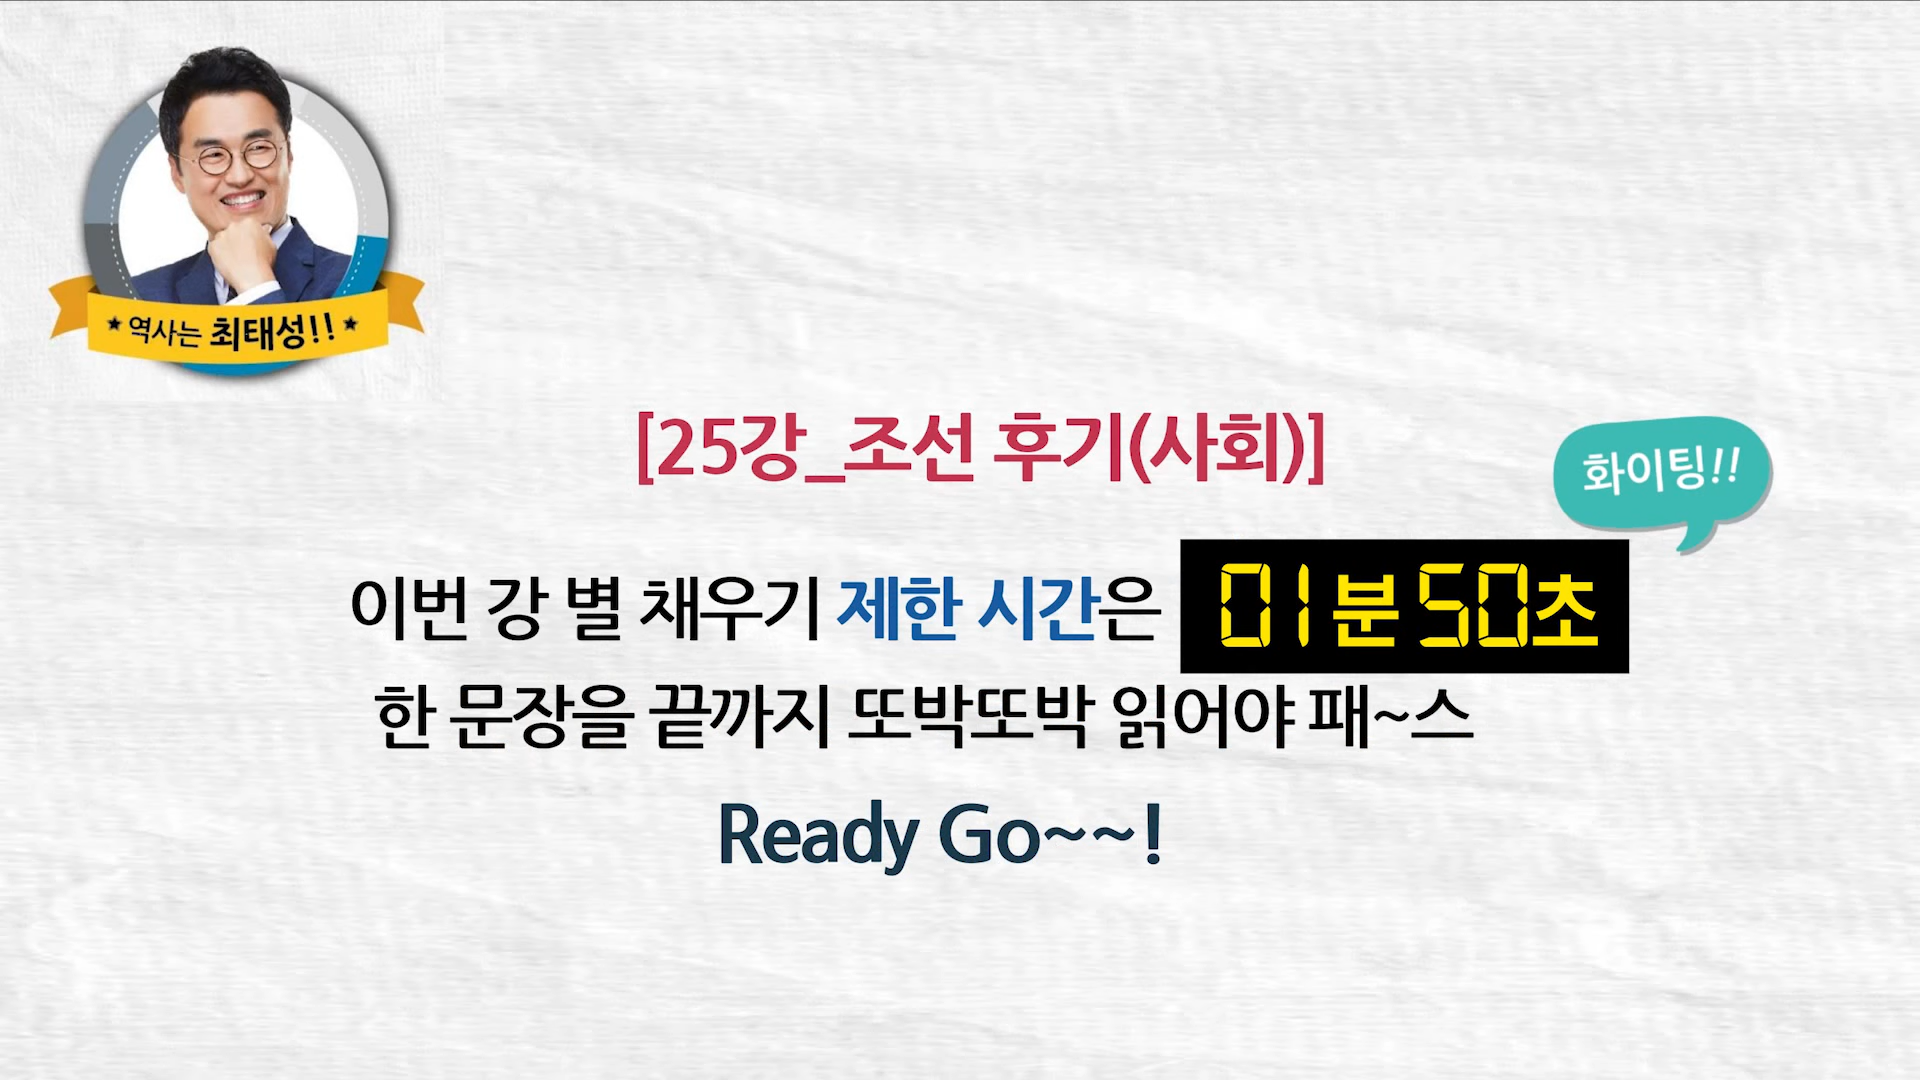 ★역사는 최태성!!★
[25강_조선 후기(사회)]
화이팅!!
이번 강 별 채우기 제한 시간은 01분 50초
한 문장을 끝까지 또박또박 읽어야 패~스
Ready Go~~!